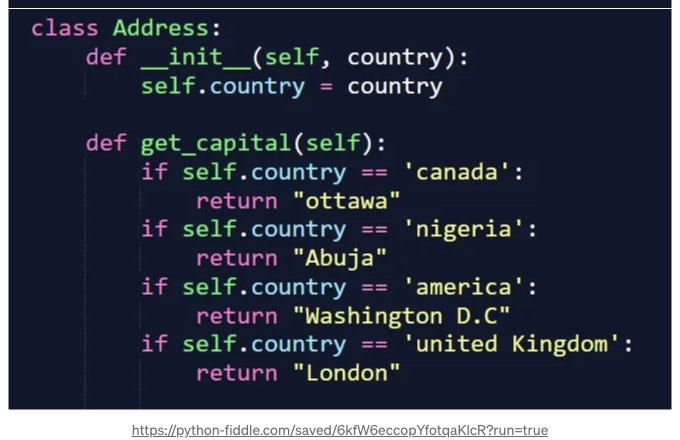 class Address:
    def __init__(self, country):
        self.country = country
    def get_capital(self):
        if self.country == 'canada':
            return "ottawa"
        if self.country == 'nigeria':
            return "Abuja"
        if self.country == 'america':
            return "Washington D.C"
        if self.country == 'united Kingdom':
            return "London"
https://python-fiddle.com/saved/6kfW6eccopYfotqaKlcR?run=true